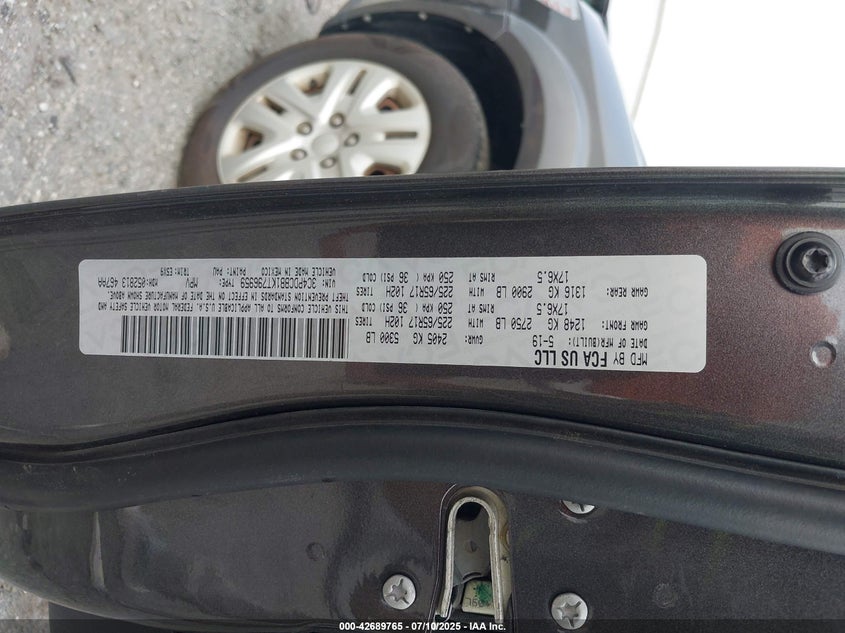 MFD BY FCA US LLC
DATE OF MFR(BUILT): 5-19 GVWR: 2405 KG 5300 LB
GAWR FRONT: 1248 KG 2750 LB WITH 225/65R17 102H TIRES
17X6.5 RIMS AT 250 KPA ( 36 PSI) COLD
GAWR REAR: 1316 KG 2900 LB WITH 225/65R17 102H TIRES
17X6.5 RIMS AT 250 KPA ( 36 PSI) COLD
THIS VEHICLE CONFORMS TO ALL APPLICABLE U.S.A. FEDERAL MOTOR VEHICLE SAFETY AND
THEFT PREVENTION STANDARDS IN EFFECT ON THE DATE OF MANUFACTURE SHOWN ABOVE.
VIN: 3C4PDCBB1KT796959 TYPE: MPV MDH:052813 467AA
VEHICLE MADE IN MEXICO PAINT: PAU TRIM:E5X9
000-42689765 - 07/10/2025 - IAA Inc.